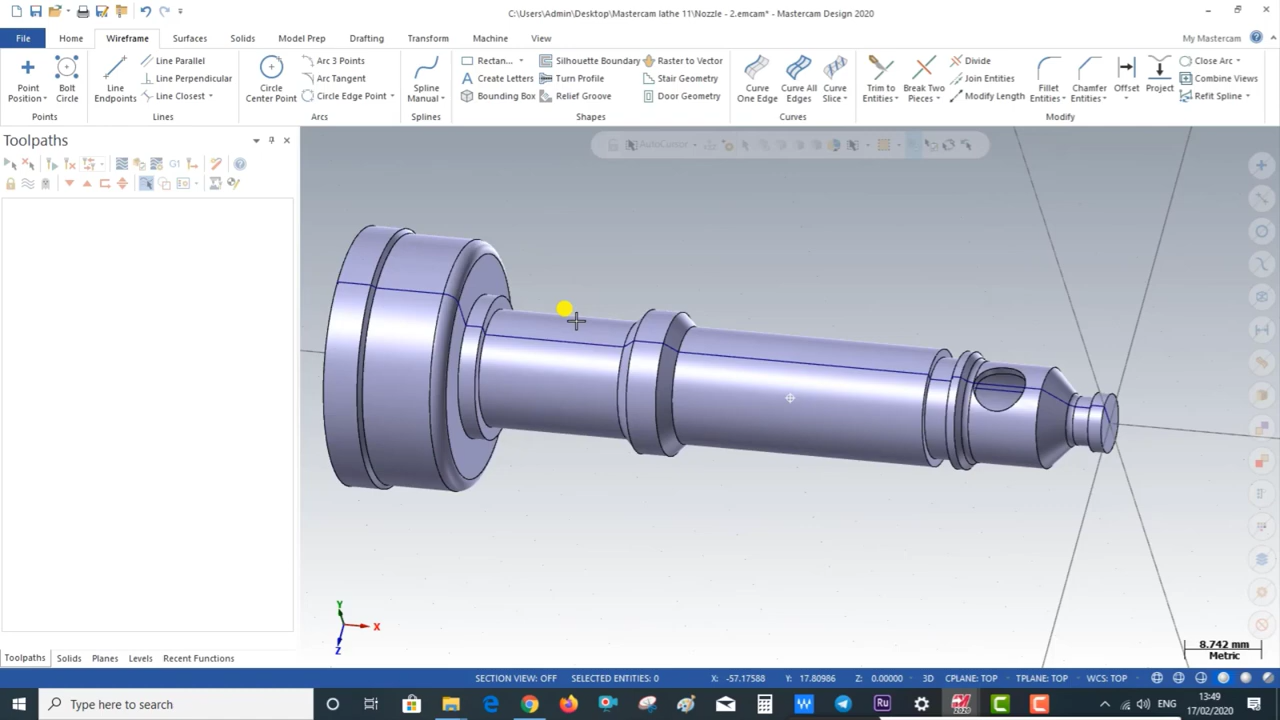 C:\Users\Admin\Desktop\Mastercam lathe 11\Nozzle - 2.emcam* - Mastercam Design 2020
File Home Wireframe Surfaces Solids Model Prep Drafting Transform Machine View My Mastercam
Point Position
Bolt Circle
Points
Line Endpoints
Line Parallel
Line Perpendicular
Line Closest
Lines
Circle Center Point
Arc 3 Points
Arc Tangent
Circle Edge Point
Arcs
Spline Manual
Splines
Rectan...
Create Letters
Bounding Box
Silhouette Boundary
Turn Profile
Relief Groove
Raster to Vector
Stair Geometry
Door Geometry
Shapes
Curve One Edge
Curve All Edges
Curve Slice
Curves
Trim to Entities
Break Two Pieces
Divide
Join Entities
Modify Length
Fillet Entities
Chamfer Entities
Offset
Project
Close Arc
Combine Views
Refit Spline
Modify
Toolpaths
G1
AutoCursor
Y
X
Z
8.742 mm
Metric
Toolpaths Solids Planes Levels Recent Functions
SECTION VIEW: OFF SELECTED ENTITIES: 0 X: -57.17588 Y: 17.80986 Z: 0.00000 3D CPLANE: TOP TPLANE: TOP WCS: TOP
Type here to search
Ru
2020
ENG
13:49
17/02/2020